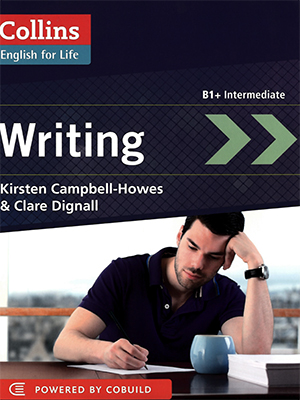 Collins
English for Life
B1+ Intermediate
Writing
Kirsten Campbell-Howes
& Clare Dignall
POWERED BY COBUILD